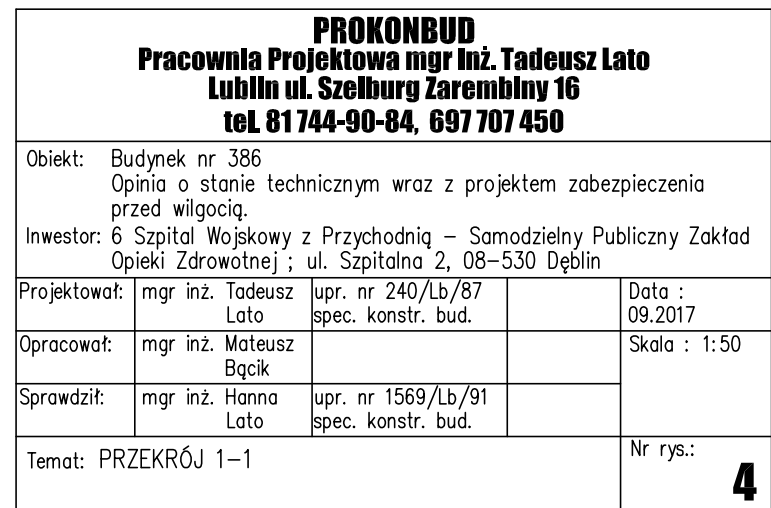 PROKONBUD
Pracownia Projektowa mgr inż. Tadeusz Lato
Lublin ul. Szelburg Zarembiny 16
tel. 81 744-90-84, 697 707 450
Obiekt: Budynek nr 386
Opinia o stanie technicznym wraz z projektem zabezpieczenia
przed wilgocią.
Inwestor: 6 Szpital Wojskowy z Przychodnią – Samodzielny Publiczny Zakład
Opieki Zdrowotnej ; ul. Szpitalna 2, 08–530 Dęblin
Projektował: mgr inż. Tadeusz upr. nr 240/Lb/87 Data :
Lato spec. konstr. bud. 09.2017
Opracował: mgr inż. Mateusz Skala : 1:50
Bącik
Sprawdził: mgr inż. Hanna upr. nr 1569/Lb/91
Lato spec. konstr. bud.
Temat: PRZEKRÓJ 1–1 Nr rys.:
4